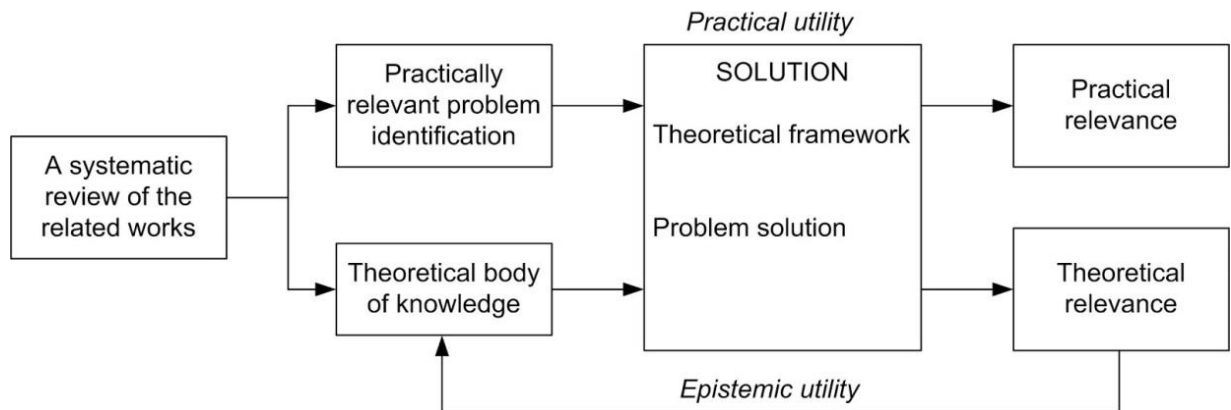 Practical utility
A systematic
review of the
related works
Practically
relevant problem
identification
Theoretical body
of knowledge
SOLUTION
Theoretical framework
Problem solution
Practical
relevance
Theoretical
relevance
Epistemic utility